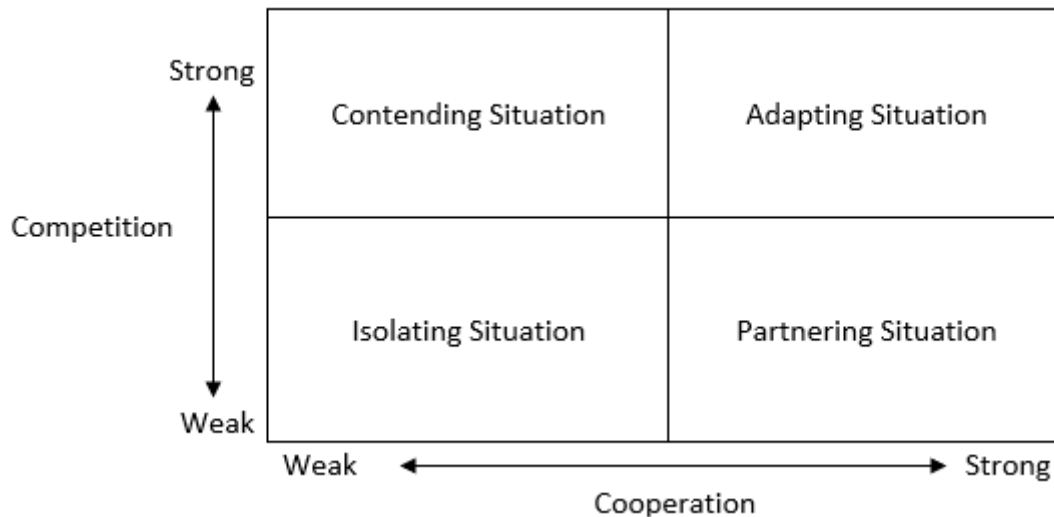 Strong
Contending Situation
Adapting Situation
Competition
Isolating Situation
Partnering Situation
Weak
Weak
Strong
Cooperation